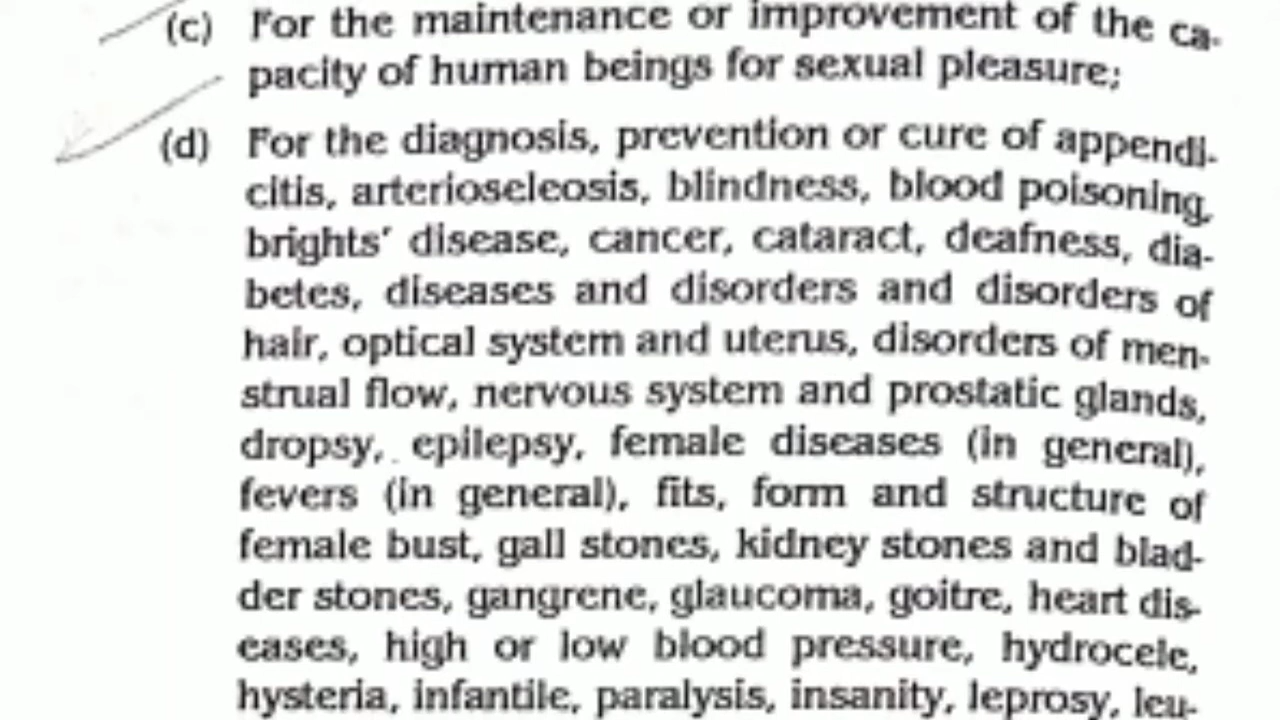 (c) For the maintenance or improvement of the ca-
pacity of human beings for sexual pleasure;
(d) For the diagnosis, prevention or cure of appendi-
citis, arterioseleosis, blindness, blood poisoning,
brights' disease, cancer, cataract, deafness, dia-
betes, diseases and disorders and disorders of
hair, optical system and uterus, disorders of men-
strual flow, nervous system and prostatic glands,
dropsy, epilepsy, female diseases (in general),
fevers (in general), fits, form and structure of
female bust, gall stones, kidney stones and blad-
der stones, gangrene, glaucoma, goitre, heart dis-
eases, high or low blood pressure, hydrocele,
hysteria, infantile, paralysis, insanity, leprosy, leu-